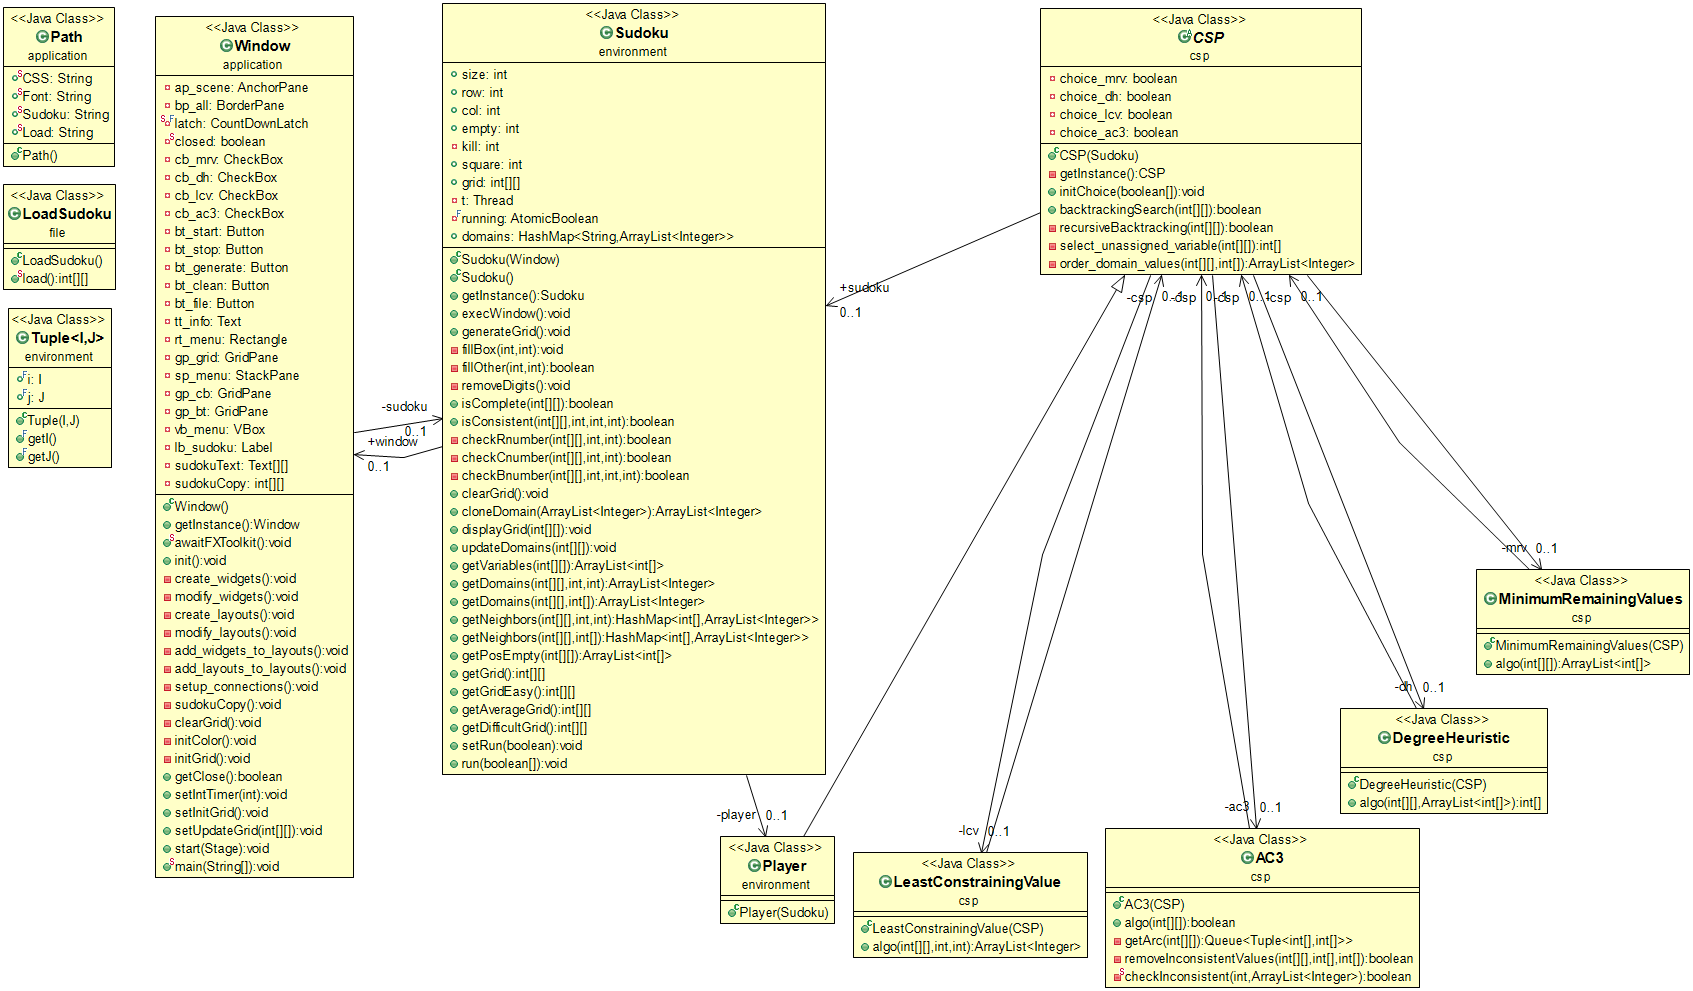 <<Java Class>>
Path
application
CSS: String
Font: String
Sudoku: String
Load: String
Path()
<<Java Class>>
LoadSudoku
file
LoadSudoku()
load():int[][]
<<Java Class>>
Tuple<I,J>
environment
i: I
j: J
Tuple(I,J)
getI()
getJ()
<<Java Class>>
Window
application
ap_scene: AnchorPane
bp_all: BorderPane
latch: CountDownLatch
closed: boolean
cb_mrv: CheckBox
cb_dh: CheckBox
cb_lcv: CheckBox
cb_ac3: CheckBox
bt_start: Button
bt_stop: Button
bt_generate: Button
bt_clean: Button
bt_file: Button
tt_info: Text
rt_menu: Rectangle
gp_grid: GridPane
sp_menu: StackPane
gp_cb: GridPane
gp_bt: GridPane
vb_menu: VBox
lb_sudoku: Label
sudokuText: Text[][]
sudokuCopy: int[][]
Window()
getInstance():Window
awaitFXToolkit():void
init():void
create_widgets():void
modify_widgets():void
create_layouts():void
modify_layouts():void
add_widgets_to_layouts():void
add_layouts_to_layouts():void
setup_connections():void
sudokuCopy():void
clearGrid():void
initColor():void
initGrid():void
getClose():boolean
setIntTimer(int):void
setInitGrid():void
setUpdateGrid(int[][]):void
start(Stage):void
main(String[]):void
-sudoku
0..1
+window
0..1
<<Java Class>>
Sudoku
environment
size: int
row: int
col: int
empty: int
kill: int
square: int
grid: int[][]
t: Thread
running: AtomicBoolean
domains: HashMap<String,ArrayList<Integer>>
Sudoku(Window)
Sudoku()
getInstance():Sudoku
execWindow():void
generateGrid():void
fillBox(int,int):void
fillOther(int,int):boolean
removeDigits():void
isComplete(int[][]):boolean
isConsistent(int[][],int,int,int):boolean
checkRnumber(int[][],int,int):boolean
checkCnumber(int[][],int,int):boolean
checkBnumber(int[][],int,int,int):boolean
clearGrid():void
cloneDomain(ArrayList<Integer>):ArrayList<Integer>
displayGrid(int[][]):void
updateDomains(int[][]):void
getVariables(int[][]):ArrayList<int[]>
getDomains(int[][],int,int):ArrayList<Integer>
getDomains(int[][],int[]):ArrayList<Integer>
getNeighbors(int[][],int,int):HashMap<int[],ArrayList<Integer>>
getNeighbors(int[][],int[]):HashMap<int[],ArrayList<Integer>>
getPosEmpty(int[][]):ArrayList<int[]>
getGrid():int[][]
getGridEasy():int[][]
getAverageGrid():int[][]
getDifficultGrid():int[][]
setRun(boolean):void
run(boolean[]):void
+sudoku
0..1
-player 0..1
<<Java Class>>
Player
environment
Player(Sudoku)
<<Java Class>>
CSP
csp
choice_mrv: boolean
choice_dh: boolean
choice_lcv: boolean
choice_ac3: boolean
CSP(Sudoku)
getInstance():CSP
initChoice(boolean[]):void
backtrackingSearch(int[][]):boolean
recursiveBacktracking(int[][]):boolean
select_unassigned_variable(int[][]):int[]
order_domain_values(int[][],int[]):ArrayList<Integer>
-csp 0..1 -csp 0..1 -csp 0..1 -csp 0..1
-lcv 0..1
<<Java Class>>
LeastConstrainingValue
csp
LeastConstrainingValue(CSP)
algo(int[][],int,int):ArrayList<Integer>
-ac3 0..1
<<Java Class>>
AC3
csp
AC3(CSP)
algo(int[][]):boolean
getArc(int[][]):Queue<Tuple<int[],int[]>>
removeInconsistentValues(int[][],int[],int[]):boolean
checkInconsistent(int,ArrayList<Integer>):boolean
-dh 0..1
<<Java Class>>
DegreeHeuristic
csp
DegreeHeuristic(CSP)
algo(int[][],ArrayList<int[]>):int[]
-mrv 0..1
<<Java Class>>
MinimumRemainingValues
csp
MinimumRemainingValues(CSP)
algo(int[][]):ArrayList<int[]>